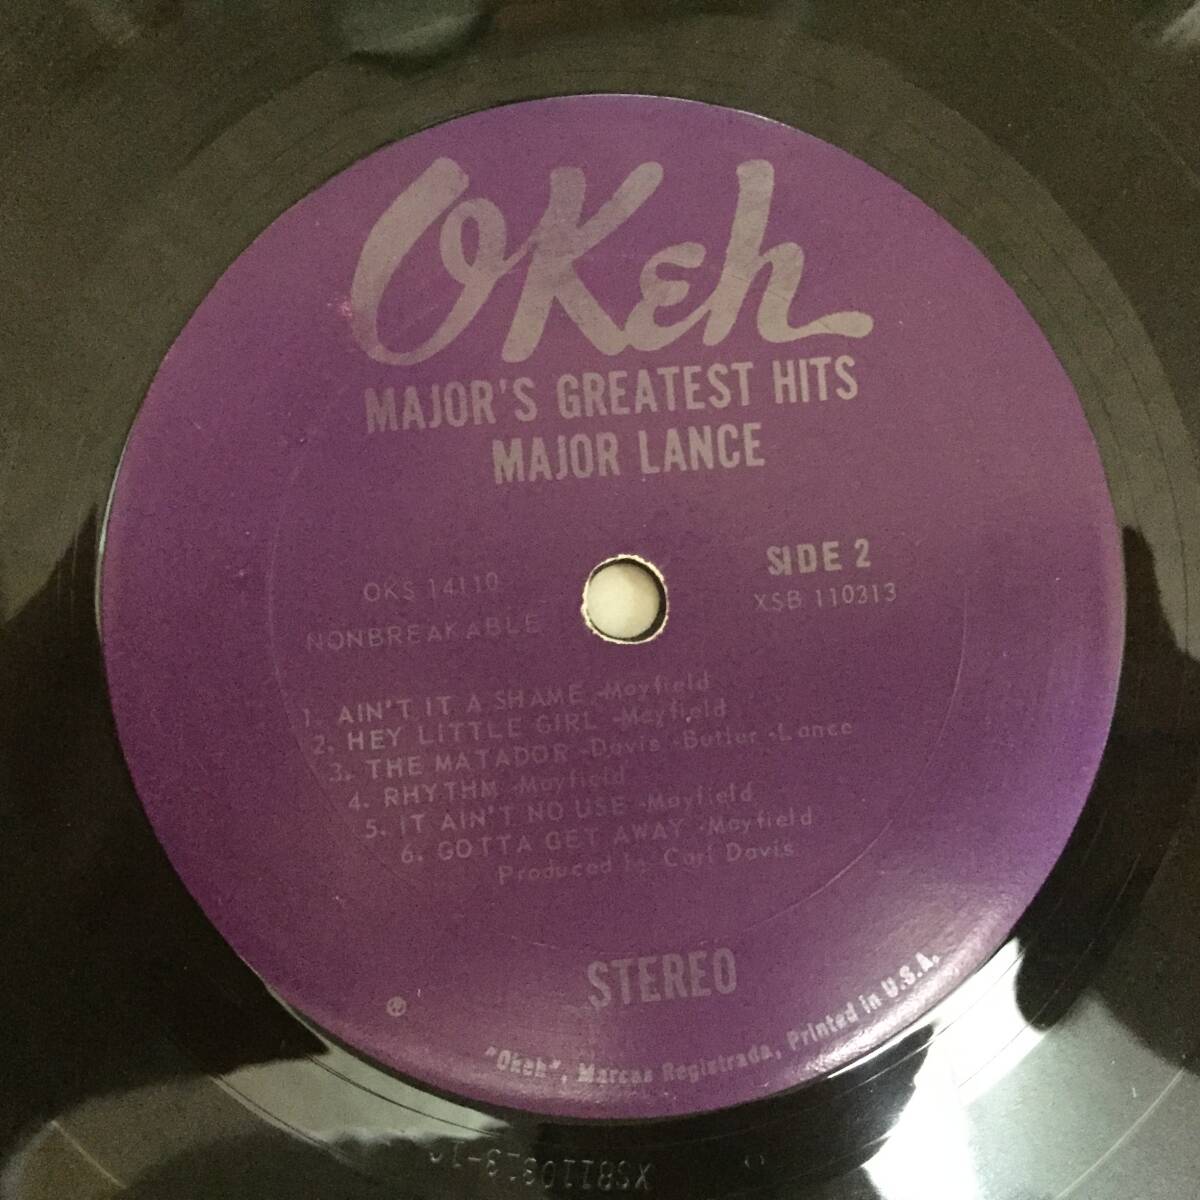 OKeh
MAJOR'S GREATEST HITS
MAJOR LANCE
SIDE 2
OKS 14110
XSB 110313
NONBREAKABLE
1. AIN'T IT A SHAME -Mayfield
2. HEY LITTLE GIRL -Mayfield
3. THE MATADOR -Davis -Butler -Lance
4. RHYTHM -Mayfield
5. IT AIN'T NO USE -Mayfield
6. GOTTA GET AWAY -Mayfield
Produced by Carl Davis
STEREO
®
"Okeh", Marcas Registrada, Printed in U.S.A.